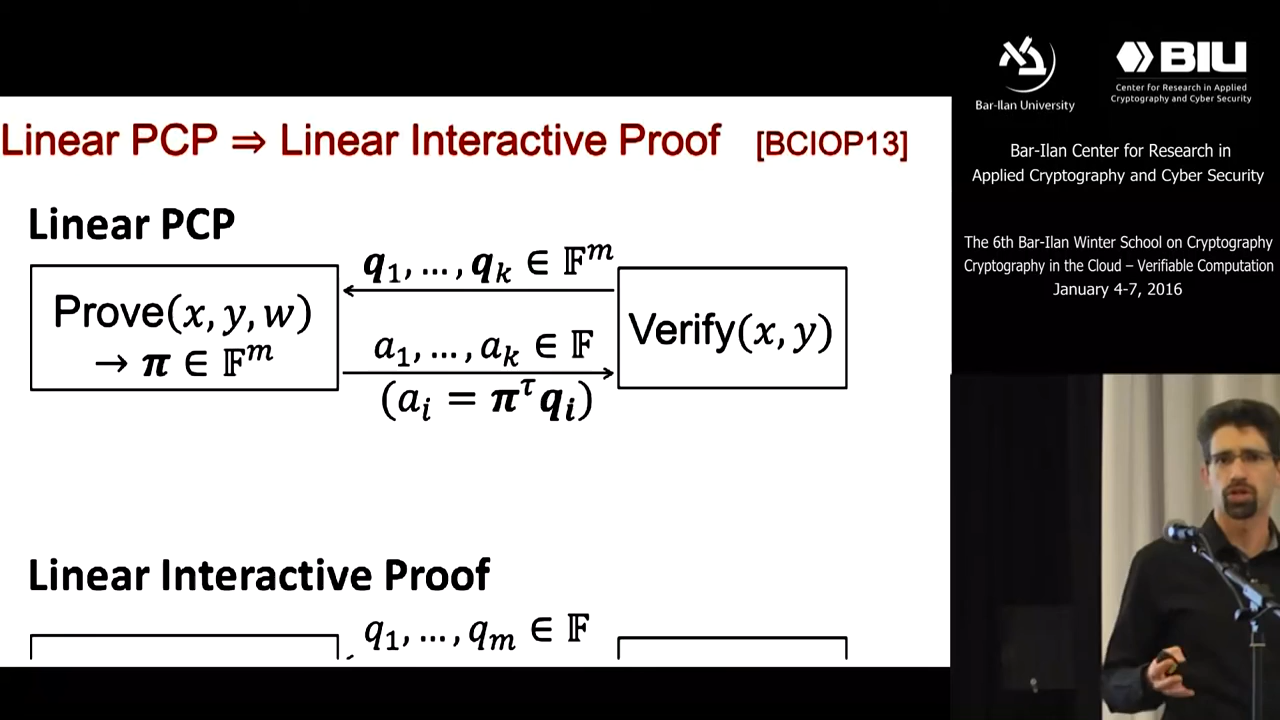 Linear PCP ⇒ Linear Interactive Proof [BCIOP13]
Linear PCP
q₁, …, q_k ∈ 𝔽^m
Prove(x, y, w)
→ π ∈ 𝔽^m
a₁, …, a_k ∈ 𝔽
(a_i = π^τ q_i)
Verify(x, y)
Linear Interactive Proof
q₁, …, q_m ∈ 𝔽
Bar-Ilan University
BIU
Center for Research in Applied
Cryptography and Cyber Security
Bar-Ilan Center for Research in
Applied Cryptography and Cyber Security
The 6th Bar-Ilan Winter School on Cryptography
Cryptography in the Cloud – Verifiable Computation
January 4-7, 2016